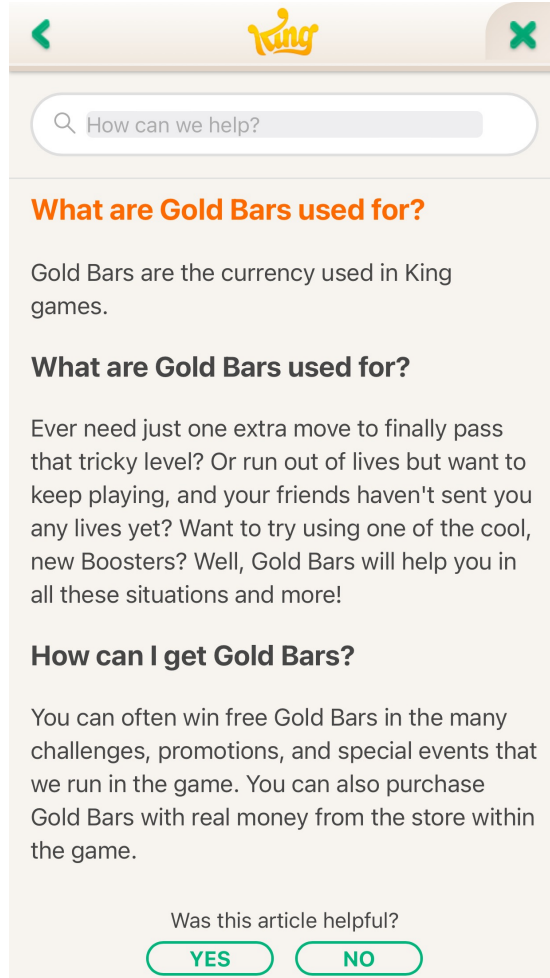 King
How can we help?
What are Gold Bars used for?
Gold Bars are the currency used in King
games.
What are Gold Bars used for?
Ever need just one extra move to finally pass
that tricky level? Or run out of lives but want to
keep playing, and your friends haven't sent you
any lives yet? Want to try using one of the cool,
new Boosters? Well, Gold Bars will help you in
all these situations and more!
How can I get Gold Bars?
You can often win free Gold Bars in the many
challenges, promotions, and special events that
we run in the game. You can also purchase
Gold Bars with real money from the store within
the game.
Was this article helpful?
YES NO